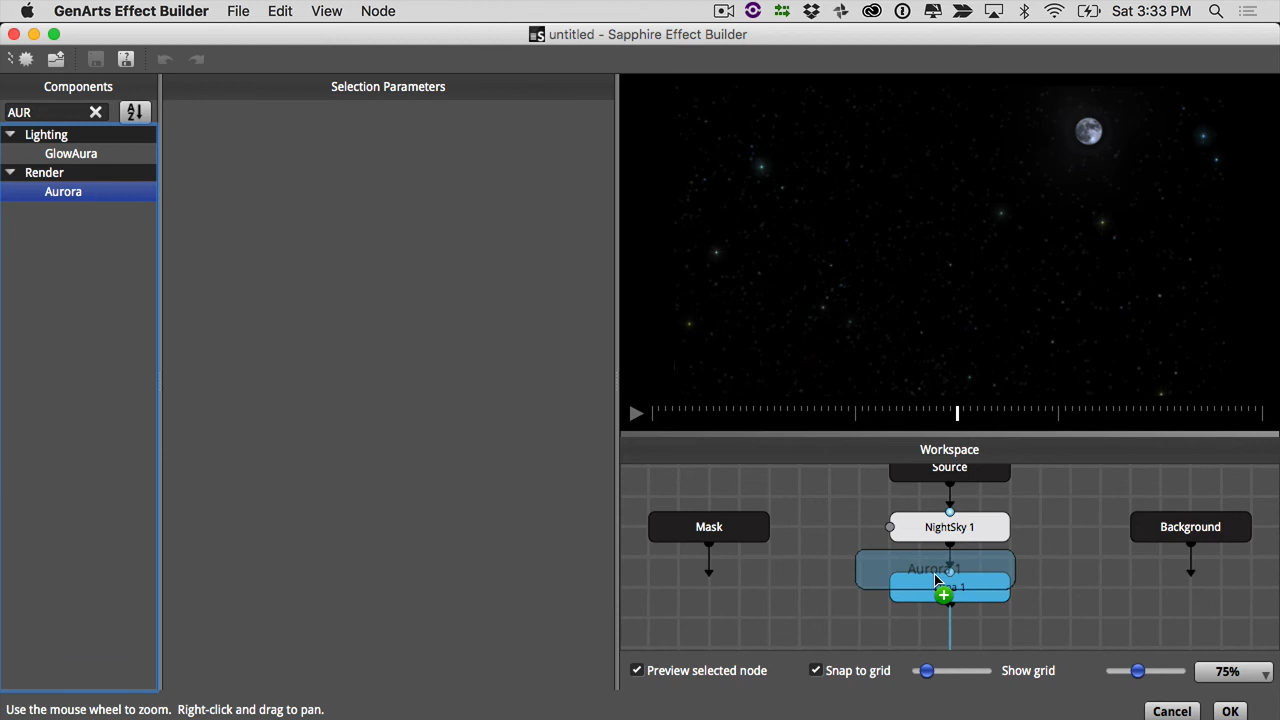 GenArts Effect Builder File Edit View Node Sat 3:33 PM
untitled - Sapphire Effect Builder
Components
Selection Parameters
AUR
Lighting
GlowAura
Render
Aurora
Workspace
Source
Mask
NightSky 1
Background
Aurora 1
Preview selected node
Snap to grid
Show grid
75%
Use the mouse wheel to zoom. Right-click and drag to pan.
Cancel
OK